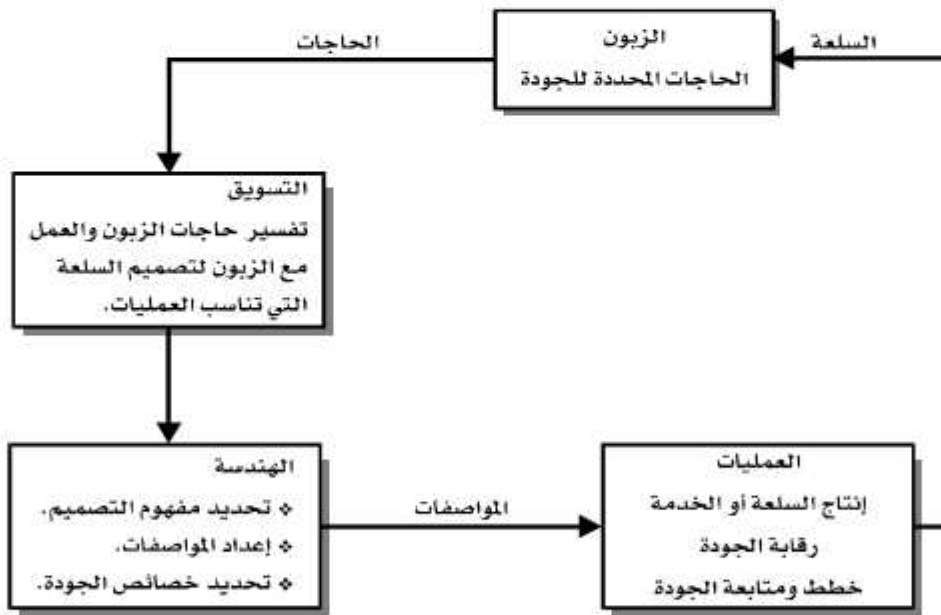 الزبون
الحاجات المحددة للجودة
السلعة
الحاجات
التسويق
تفسير حاجات الزبون والعمل
مع الزبون لتصميم السلعة
التي تناسب العمليات.
الهندسة
❖ تحديد مفهوم التصميم.
❖ إعداد المواصفات.
❖ تحديد خصائص الجودة.
المواصفات
العمليات
إنتاج السلعة أو الخدمة
رقابة الجودة
خطط ومتابعة الجودة